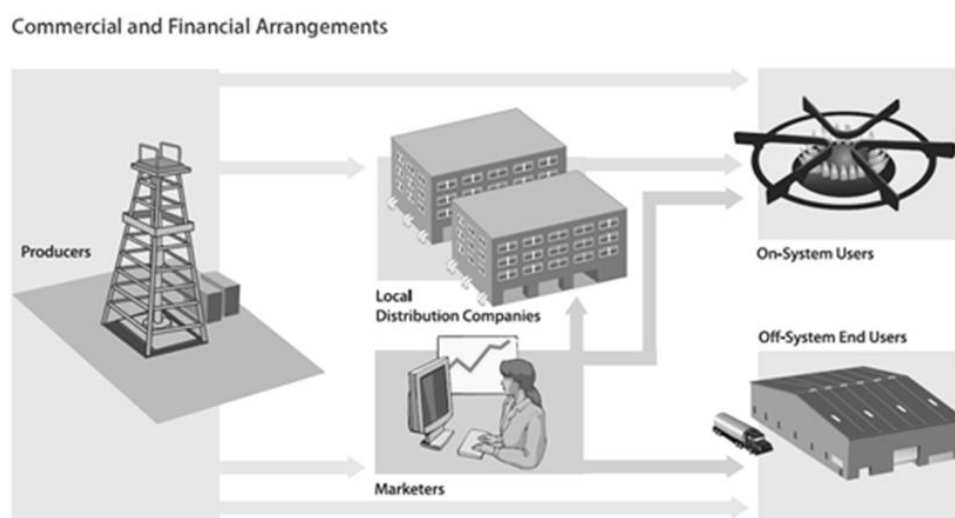 Commercial and Financial Arrangements
Producers
Local
Distribution Companies
On-System Users
Off-System End Users
Marketers